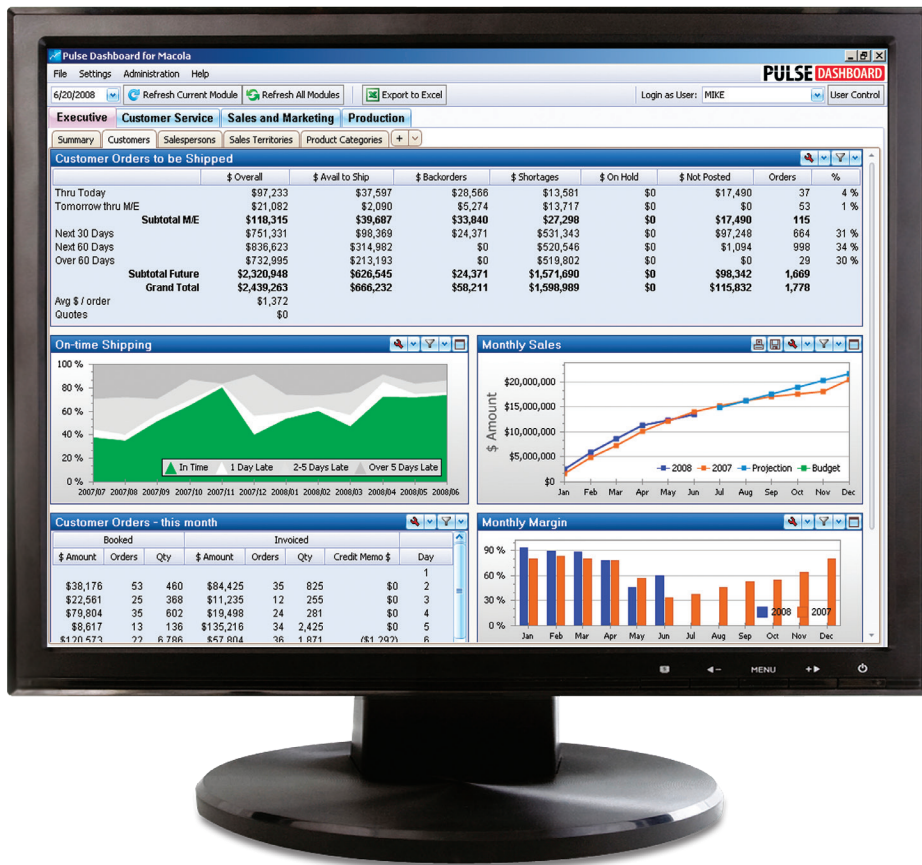 Pulse Dashboard for Macola
File Settings Administration Help
PULSE DASHBOARD
6/20/2008 Refresh Current Module Refresh All Modules Export to Excel Login as User: MIKE User Control
Executive Customer Service Sales and Marketing Production
Summary Customers Salespersons Sales Territories Product Categories +
Customer Orders to be Shipped
$ Overall $ Avail to Ship $ Backorders $ Shortages $ On Hold $ Not Posted Orders %
Thru Today $97,233 $37,597 $28,566 $13,581 $0 $17,490 37 4 %
Tomorrow thru M/E $21,082 $2,090 $5,274 $13,717 $0 $0 53 1 %
Subtotal M/E $118,315 $39,687 $33,840 $27,298 $0 $17,490 115
Next 30 Days $751,331 $98,369 $24,371 $531,343 $0 $97,248 664 31 %
Next 60 Days $836,623 $314,982 $0 $520,546 $0 $1,094 998 34 %
Over 60 Days $732,995 $213,193 $0 $519,802 $0 $0 29 30 %
Subtotal Future $2,320,948 $626,545 $24,371 $1,571,690 $0 $98,342 1,669
Grand Total $2,439,263 $666,232 $58,211 $1,598,989 $0 $115,832 1,778
Avg $ / order $1,372
Quotes $0
On-time Shipping
100 %
80 %
60 %
40 %
20 %
0 %
In Time 1 Day Late 2-5 Days Late Over 5 Days Late
2007/07 2007/08 2007/09 2007/10 2007/11 2007/12 2008/01 2008/02 2008/03 2008/04 2008/05 2008/06
Monthly Sales
$ Amount
$20,000,000
$15,000,000
$10,000,000
$5,000,000
$0
2008 2007 Projection Budget
Jan Feb Mar Apr May Jun Jul Aug Sep Oct Nov Dec
Customer Orders - this month
Booked Invoiced
$ Amount Orders Qty $ Amount Orders Qty Credit Memo $ Day
1
$38,176 53 460 $84,425 35 825 $0 2
$22,561 25 368 $11,235 12 255 $0 3
$79,804 35 602 $19,498 24 281 $0 4
$8,617 13 136 $135,216 34 2,425 $0 5
$120,573 22 6,786 $57,804 36 1,871 ($1,292) 6
Monthly Margin
90 %
60 %
30 %
0 %
2008 2007
Jan Feb Mar Apr May Jun Jul Aug Sep Oct Nov Dec
MENU